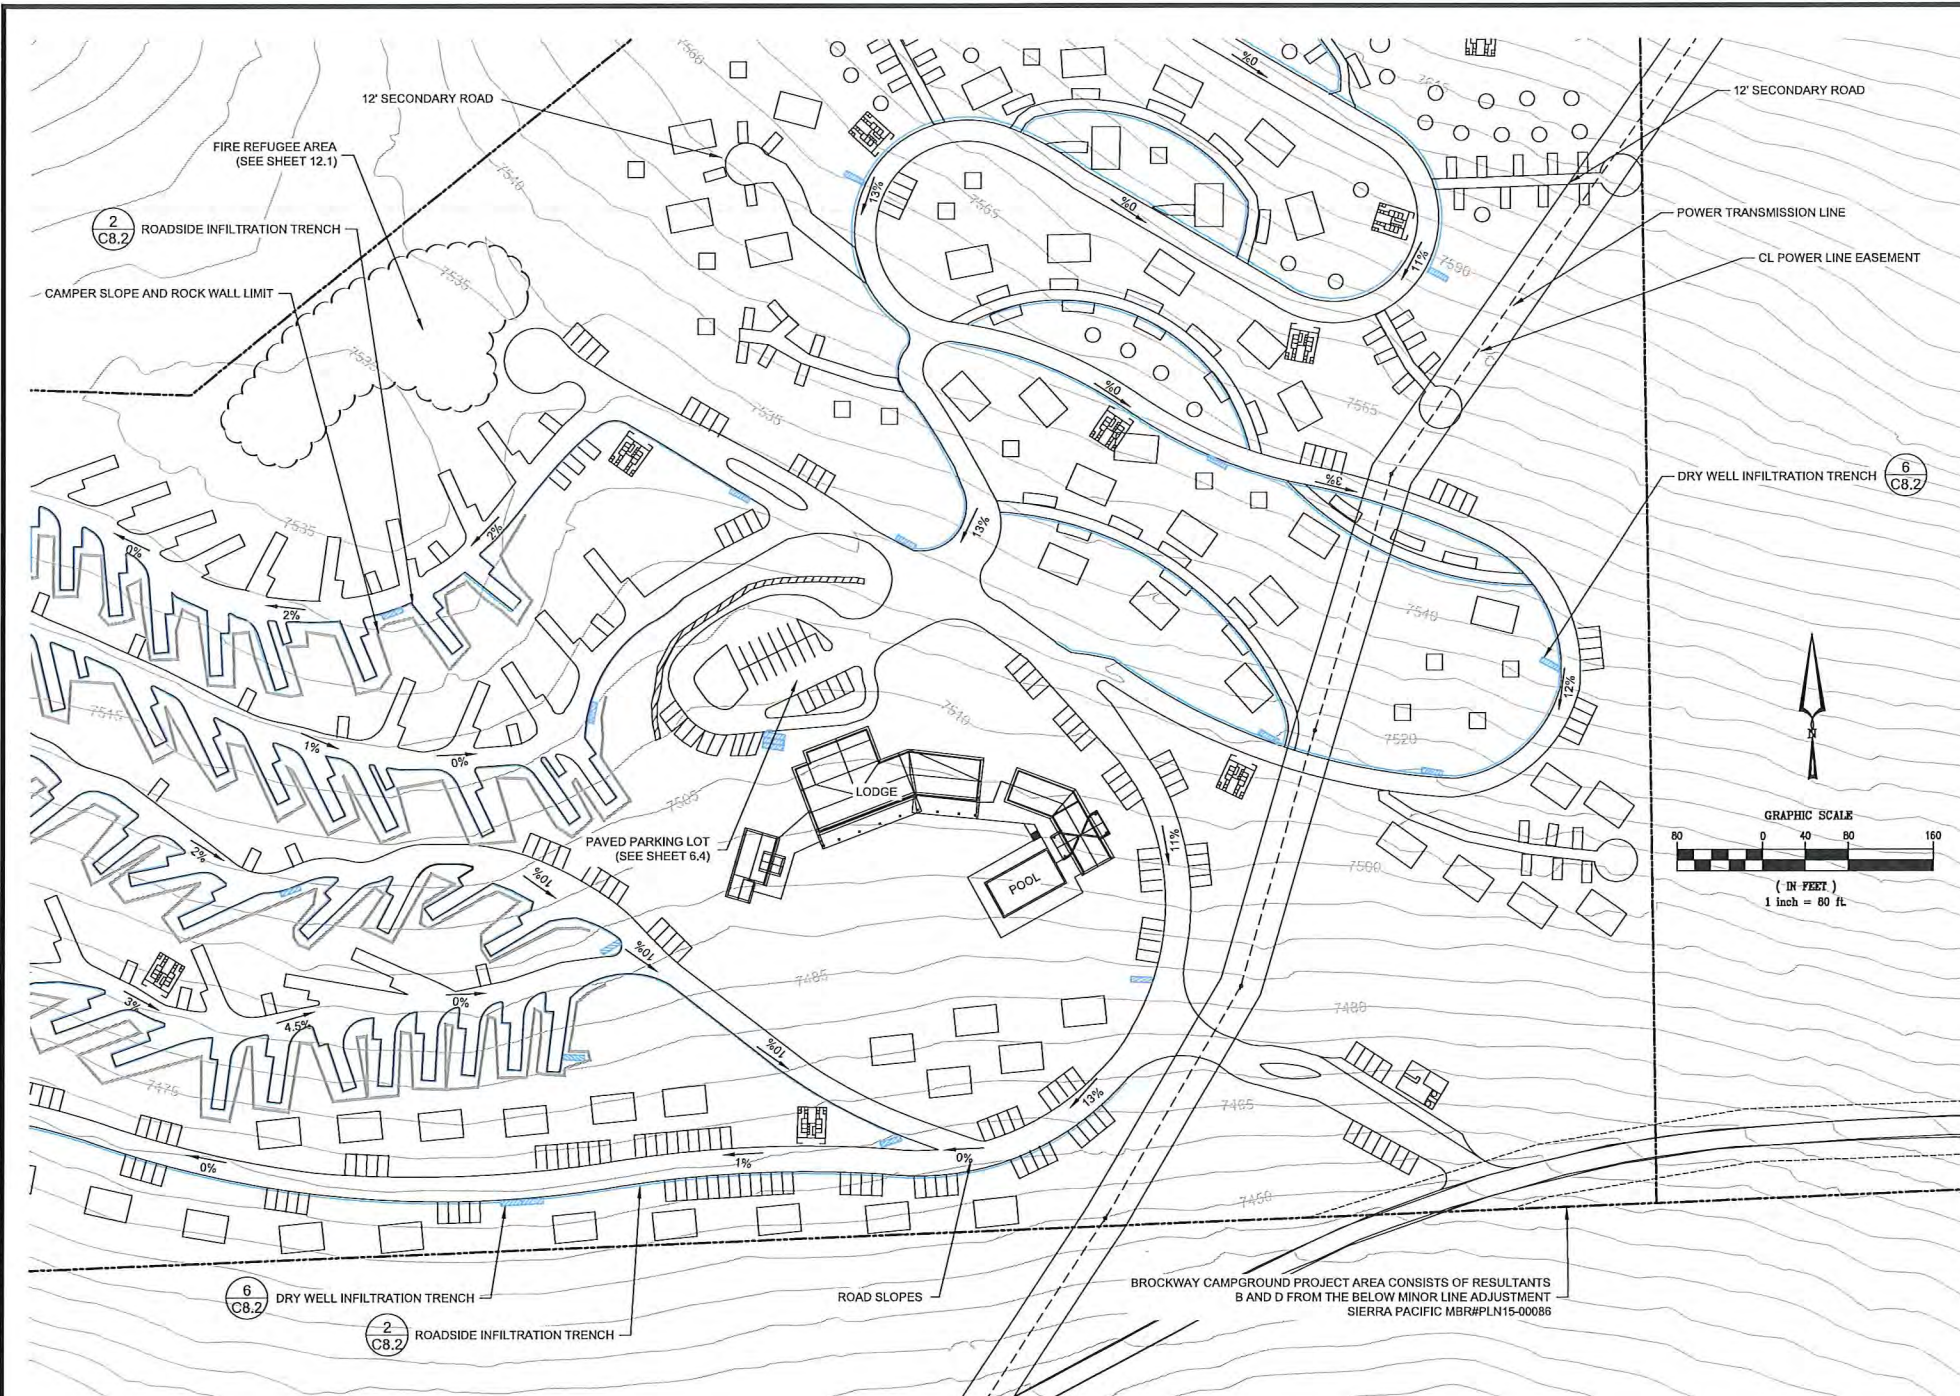 7560
%0
7615
12' SECONDARY ROAD
12' SECONDARY ROAD
FIRE REFUGEE AREA
(SEE SHEET 12.1)
7540
13%
7565
%0
POWER TRANSMISSION LINE
2
C8.2
ROADSIDE INFILTRATION TRENCH
11%
7590
CL POWER LINE EASEMENT
7535
CAMPER SLOPE AND ROCK WALL LIMIT
7535
%0
7535
7565
6
C8.2
DRY WELL INFILTRATION TRENCH
%3
7535
2%
13%
0%
2%
7540
12%
7515
7510
7520
N
1%
0%
7505
LODGE
GRAPHIC SCALE
80 0 40 80 160
( IN FEET )
1 inch = 80 ft.
PAVED PARKING LOT
(SEE SHEET 6.4)
11%
2%
10%
POOL
7500
10%
7485
3%
0%
4.5%
7480
10%
7475
13%
7465
0%
1%
0%
7450
6
C8.2
DRY WELL INFILTRATION TRENCH
2
C8.2
ROADSIDE INFILTRATION TRENCH
ROAD SLOPES
BROCKWAY CAMPGROUND PROJECT AREA CONSISTS OF RESULTANTS
B AND D FROM THE BELOW MINOR LINE ADJUSTMENT
SIERRA PACIFIC MBR#PLN15-00086